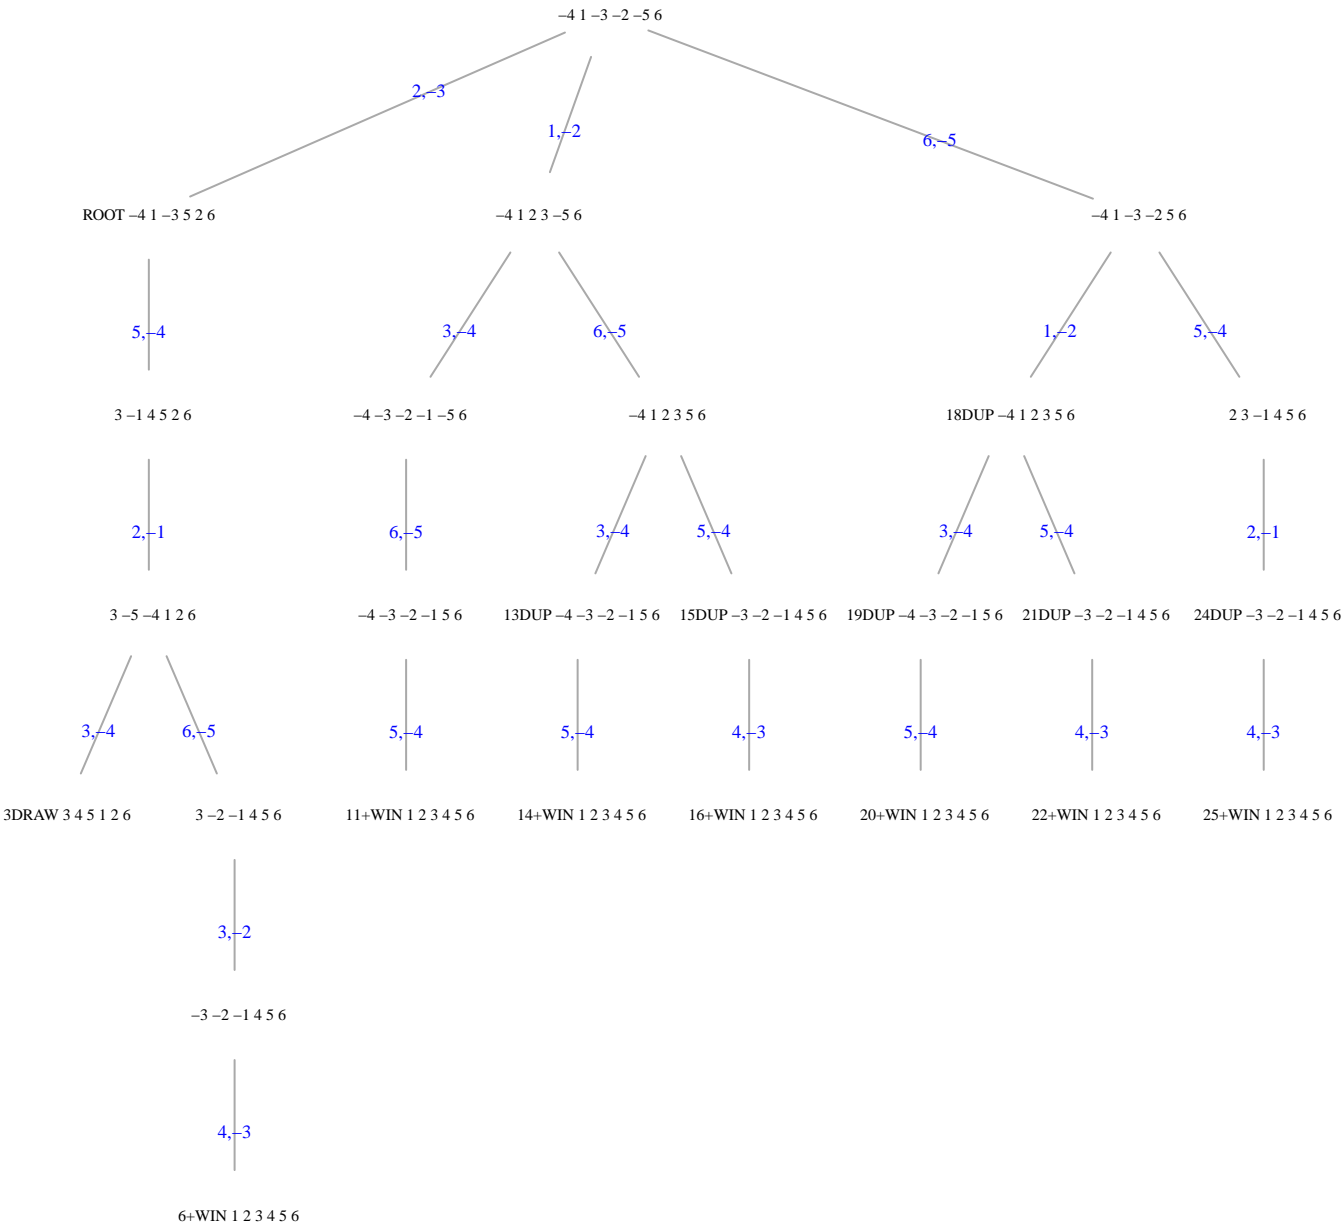 −4 1 −3 −2 −5 6
2,−3
1,−2
6,−5
ROOT −4 1 −3 5 2 6
−4 1 2 3 −5 6
−4 1 −3 −2 5 6
5,−4
3,−4
6,−5
1,−2
5,−4
3 −1 4 5 2 6
−4 −3 −2 −1 −5 6
−4 1 2 3 5 6
18DUP −4 1 2 3 5 6
2 3 −1 4 5 6
2,−1
6,−5
3,−4
5,−4
3,−4
5,−4
2,−1
3 −5 −4 1 2 6
−4 −3 −2 −1 5 6
13DUP −4 −3 −2 −1 5 6
15DUP −3 −2 −1 4 5 6
19DUP −4 −3 −2 −1 5 6
21DUP −3 −2 −1 4 5 6
24DUP −3 −2 −1 4 5 6
3,−4
6,−5
5,−4
5,−4
4,−3
5,−4
4,−3
4,−3
3DRAW 3 4 5 1 2 6
3 −2 −1 4 5 6
11+WIN 1 2 3 4 5 6
14+WIN 1 2 3 4 5 6
16+WIN 1 2 3 4 5 6
20+WIN 1 2 3 4 5 6
22+WIN 1 2 3 4 5 6
25+WIN 1 2 3 4 5 6
3,−2
−3 −2 −1 4 5 6
4,−3
6+WIN 1 2 3 4 5 6